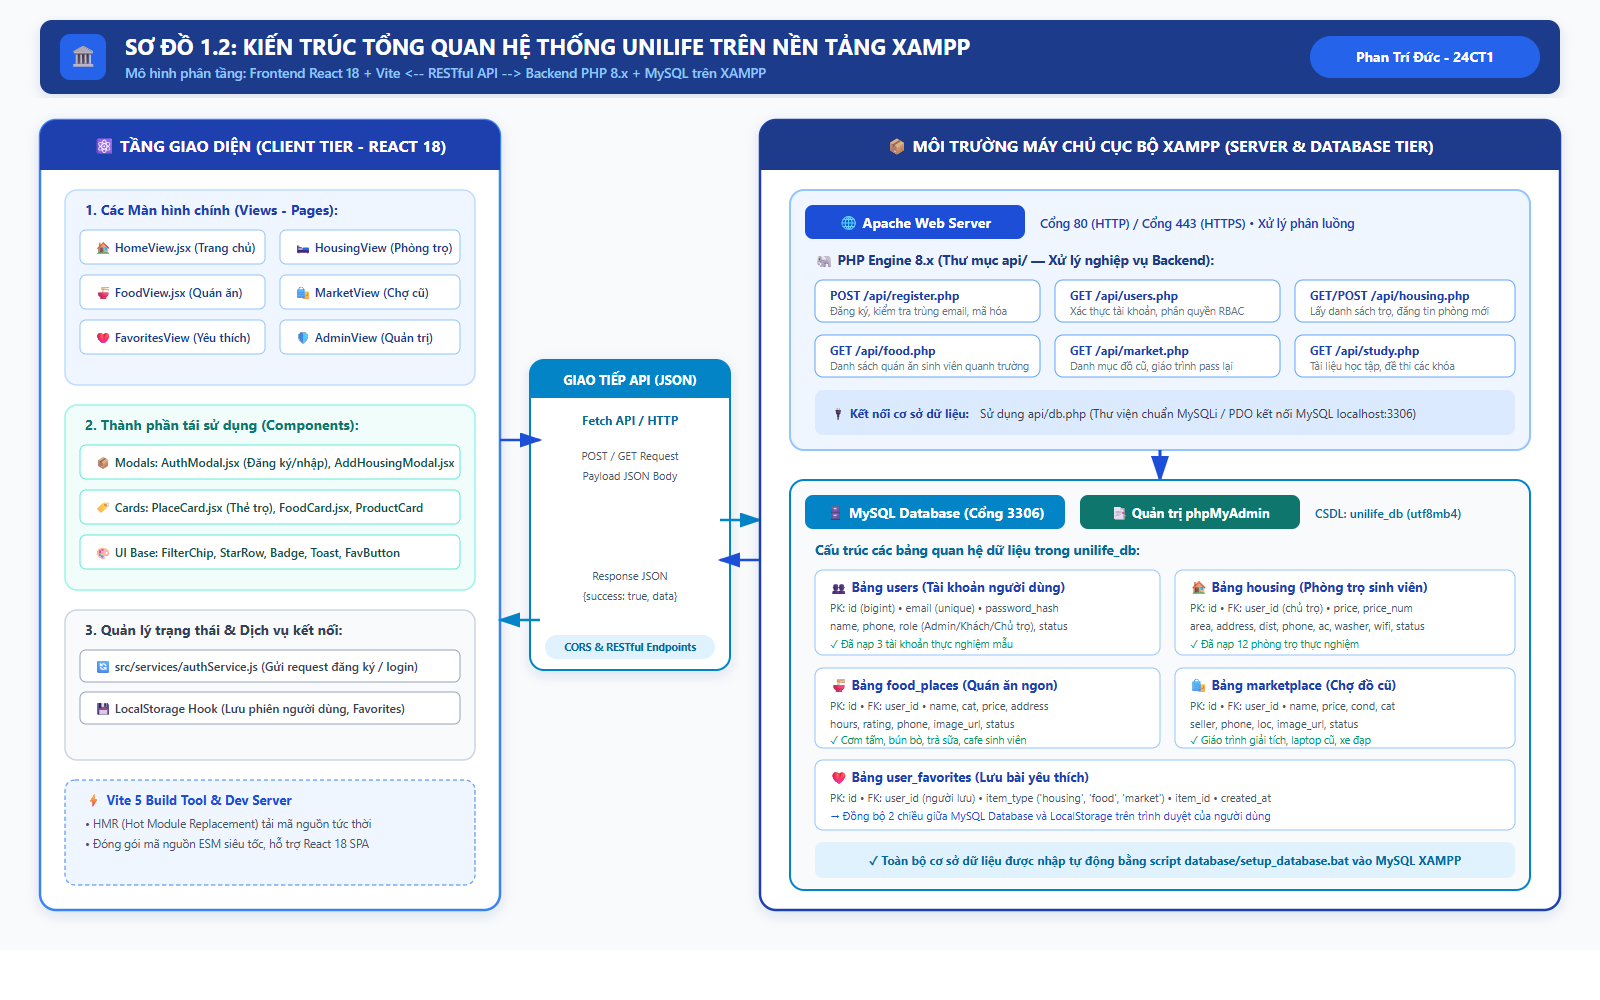 SƠ ĐỒ 1.2: KIẾN TRÚC TỔNG QUAN HỆ THỐNG UNILIFE TRÊN NỀN TẢNG XAMPP
Mô hình phân tầng: Frontend React 18 + Vite <-- RESTful API --> Backend PHP 8.x + MySQL trên XAMPP
Phan Trí Đức - 24CT1
TẦNG GIAO DIỆN (CLIENT TIER - REACT 18)
1. Các Màn hình chính (Views - Pages):
HomeView.jsx (Trang chủ)
HousingView (Phòng trọ)
FoodView.jsx (Quán ăn)
MarketView (Chợ cũ)
FavoritesView (Yêu thích)
AdminView (Quản trị)
2. Thành phần tái sử dụng (Components):
Modals: AuthModal.jsx (Đăng ký/nhập), AddHousingModal.jsx
Cards: PlaceCard.jsx (Thẻ trọ), FoodCard.jsx, ProductCard
UI Base: FilterChip, StarRow, Badge, Toast, FavButton
3. Quản lý trạng thái & Dịch vụ kết nối:
src/services/authService.js (Gửi request đăng ký / login)
LocalStorage Hook (Lưu phiên người dùng, Favorites)
Vite 5 Build Tool & Dev Server
• HMR (Hot Module Replacement) tải mã nguồn tức thời
• Đóng gói mã nguồn ESM siêu tốc, hỗ trợ React 18 SPA
GIAO TIẾP API (JSON)
Fetch API / HTTP
POST / GET Request
Payload JSON Body
Response JSON
{success: true, data}
CORS & RESTful Endpoints
MÔI TRƯỜNG MÁY CHỦ CỤC BỘ XAMPP (SERVER & DATABASE TIER)
Apache Web Server
Cổng 80 (HTTP) / Cổng 443 (HTTPS) • Xử lý phân luồng
PHP Engine 8.x (Thư mục api/ — Xử lý nghiệp vụ Backend):
POST /api/register.php
Đăng ký, kiểm tra trùng email, mã hóa
GET /api/users.php
Xác thực tài khoản, phân quyền RBAC
GET/POST /api/housing.php
Lấy danh sách trọ, đăng tin phòng mới
GET /api/food.php
Danh sách quán ăn sinh viên quanh trường
GET /api/market.php
Danh mục đồ cũ, giáo trình pass lại
GET /api/study.php
Tài liệu học tập, đề thi các khóa
Kết nối cơ sở dữ liệu: Sử dụng api/db.php (Thư viện chuẩn MySQLi / PDO kết nối MySQL localhost:3306)
MySQL Database (Cổng 3306)
Quản trị phpMyAdmin
CSDL: unilife_db (utf8mb4)
Cấu trúc các bảng quan hệ dữ liệu trong unilife_db:
Bảng users (Tài khoản người dùng)
PK: id (bigint) • email (unique) • password_hash
name, phone, role (Admin/Khách/Chủ trọ), status
✓ Đã nạp 3 tài khoản thực nghiệm mẫu
Bảng housing (Phòng trọ sinh viên)
PK: id • FK: user_id (chủ trọ) • price, price_num
area, address, dist, phone, ac, washer, wifi, status
✓ Đã nạp 12 phòng trọ thực nghiệm
Bảng food_places (Quán ăn ngon)
PK: id • FK: user_id • name, cat, price, address
hours, rating, phone, image_url, status
✓ Cơm tấm, bún bò, trà sữa, cafe sinh viên
Bảng marketplace (Chợ đồ cũ)
PK: id • FK: user_id • name, price, cond, cat
seller, phone, loc, image_url, status
✓ Giáo trình giải tích, laptop cũ, xe đạp
Bảng user_favorites (Lưu bài yêu thích)
PK: id • FK: user_id (người lưu) • item_type ('housing', 'food', 'market') • item_id • created_at
→ Đồng bộ 2 chiều giữa MySQL Database và LocalStorage trên trình duyệt của người dùng
✓ Toàn bộ cơ sở dữ liệu được nhập tự động bằng script database/setup_database.bat vào MySQL XAMPP